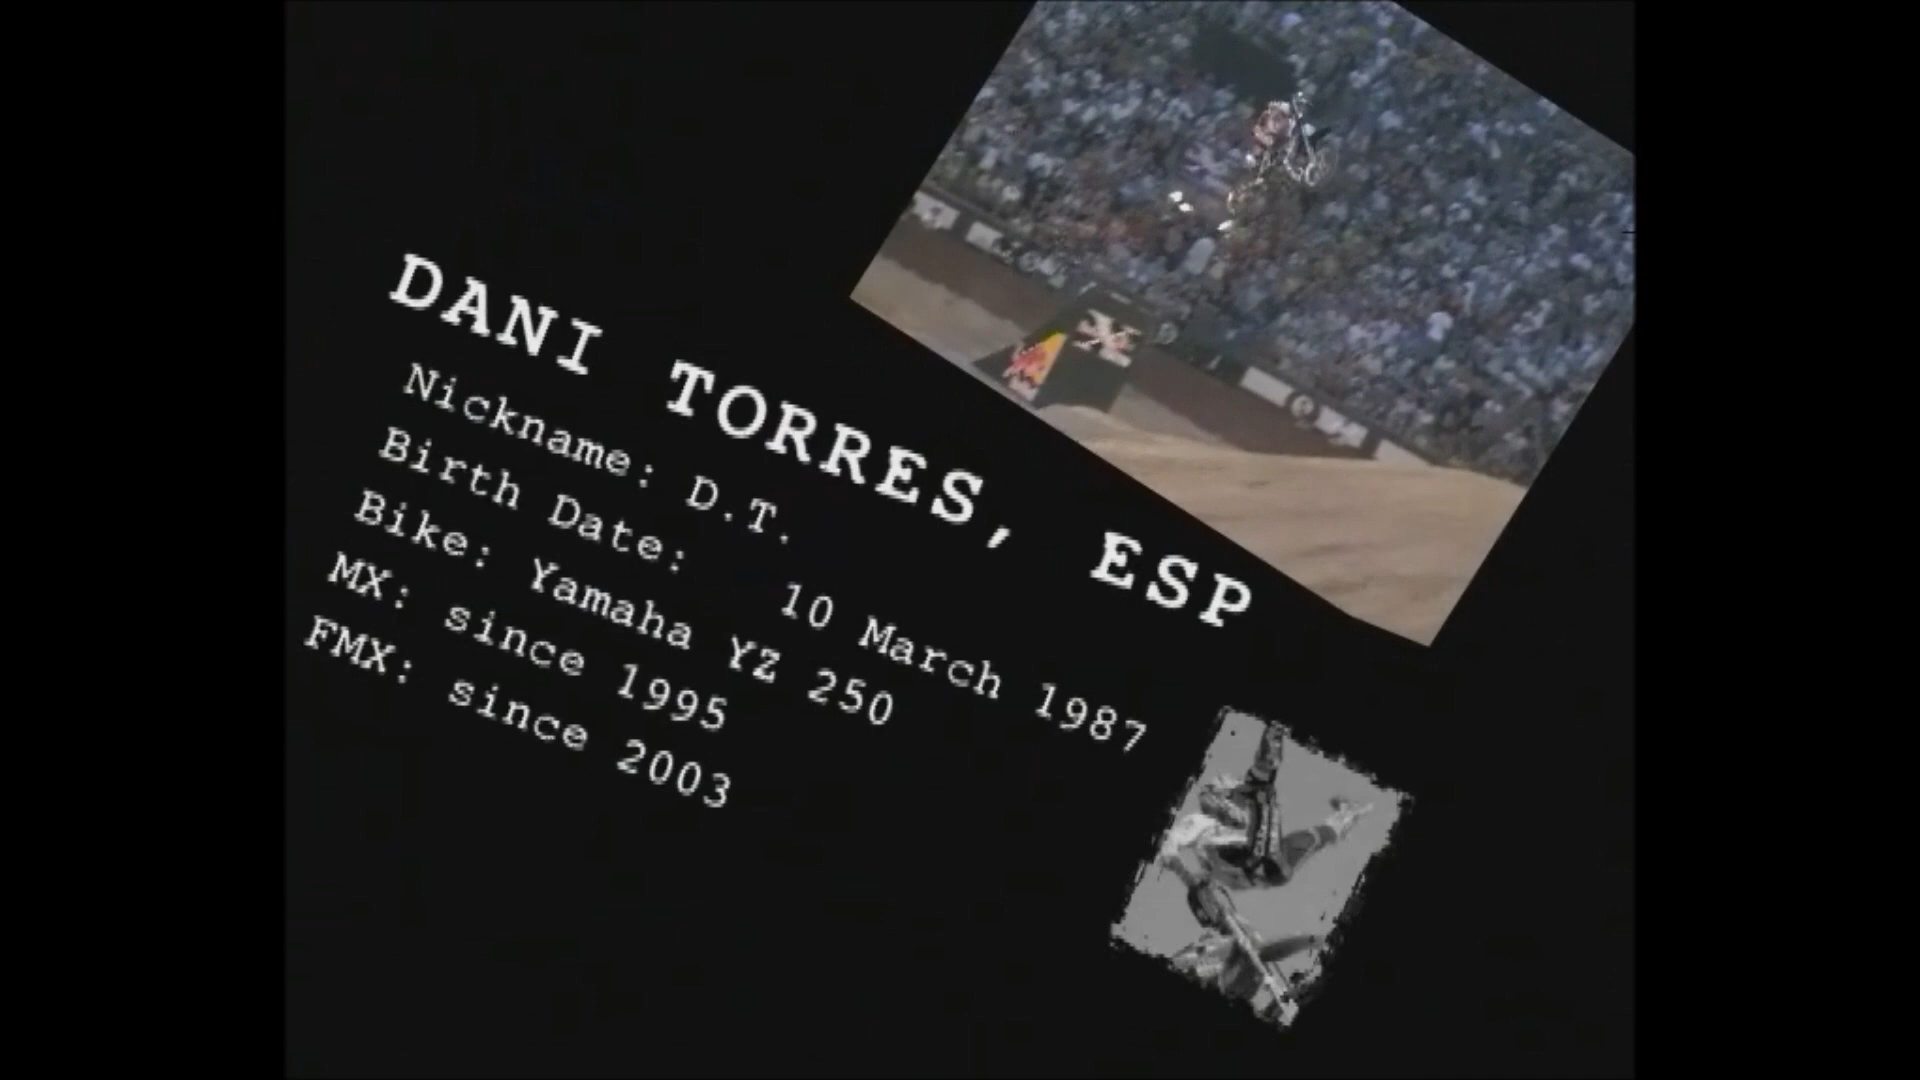 DANI TORRES, ESP
Nickname: D.T.
Birth Date: 10 March 1987
Bike: Yamaha YZ 250
MX: since 1995
FMX: since 2003